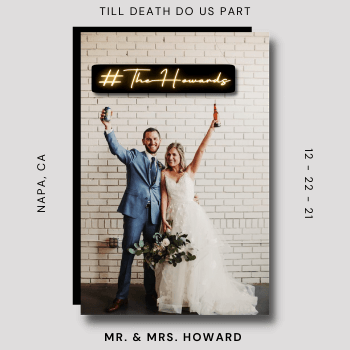 TILL DEATH DO US PART
#TheHowards
NAPA, CA
12 - 22 - 21
MR. & MRS. HOWARD